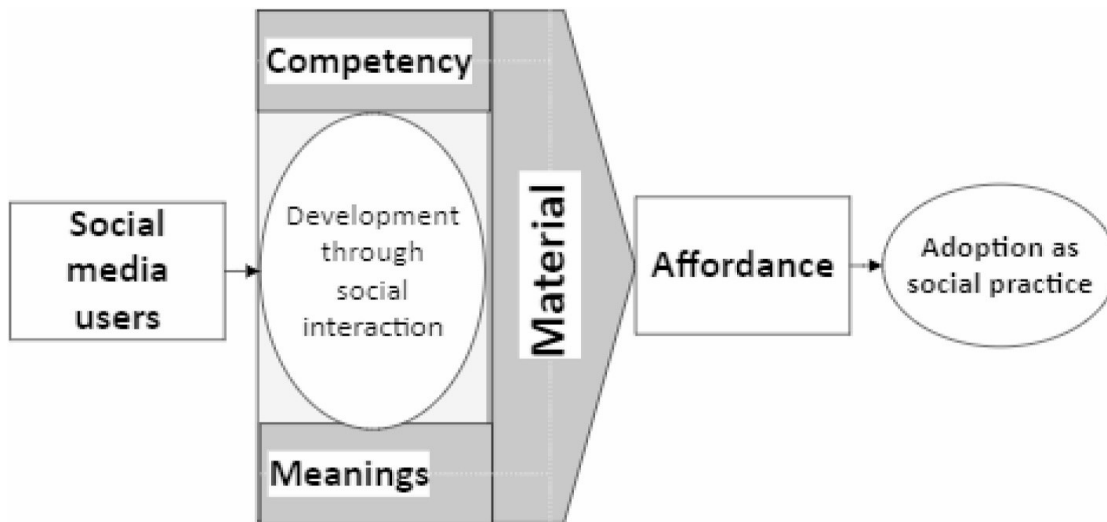 Competency
Social
media
users
Development
through
social
interaction
Material
Affordance
Adoption as
social practice
Meanings